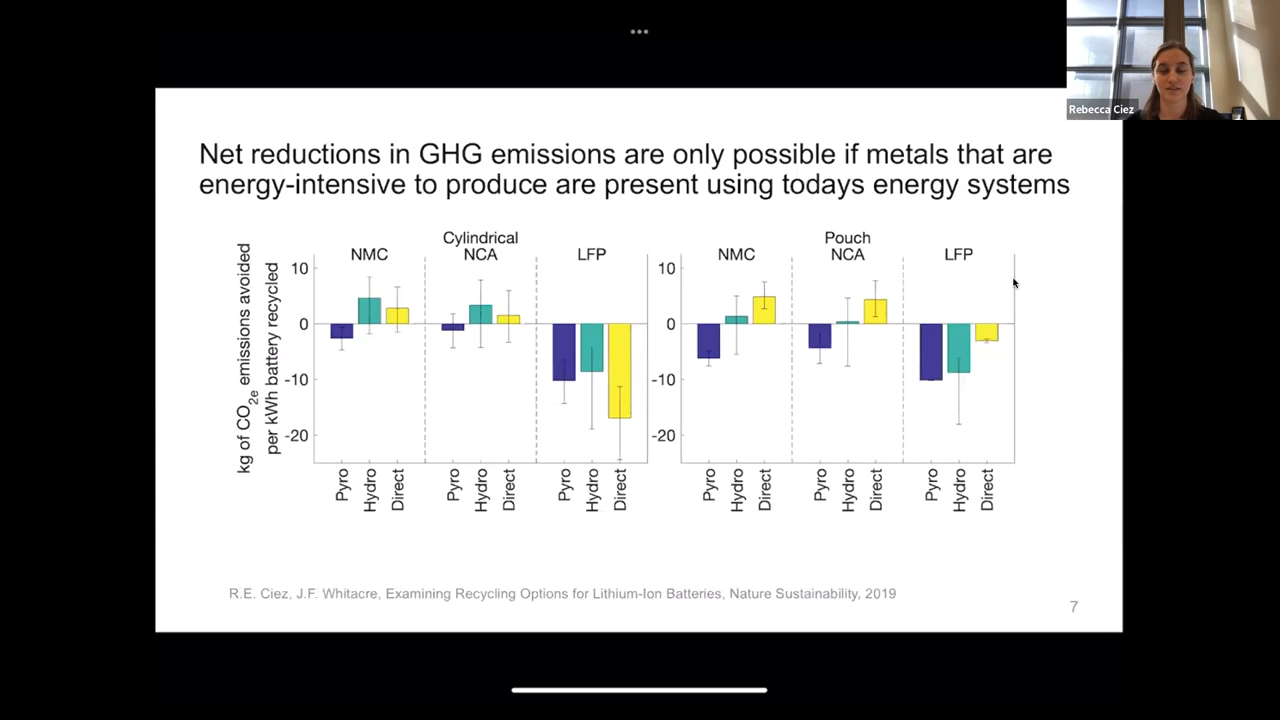 Rebecca Ciez
Net reductions in GHG emissions are only possible if metals that are
energy-intensive to produce are present using todays energy systems
kg of CO2e emissions avoided
per kWh battery recycled
Cylindrical
NMC NCA LFP
10
0
-10
-20
Pyro Hydro Direct Pyro Hydro Direct Pyro Hydro Direct
Pouch
NMC NCA LFP
10
0
-10
-20
Pyro Hydro Direct Pyro Hydro Direct Pyro Hydro Direct
R.E. Ciez, J.F. Whitacre, Examining Recycling Options for Lithium-Ion Batteries, Nature Sustainability, 2019
7